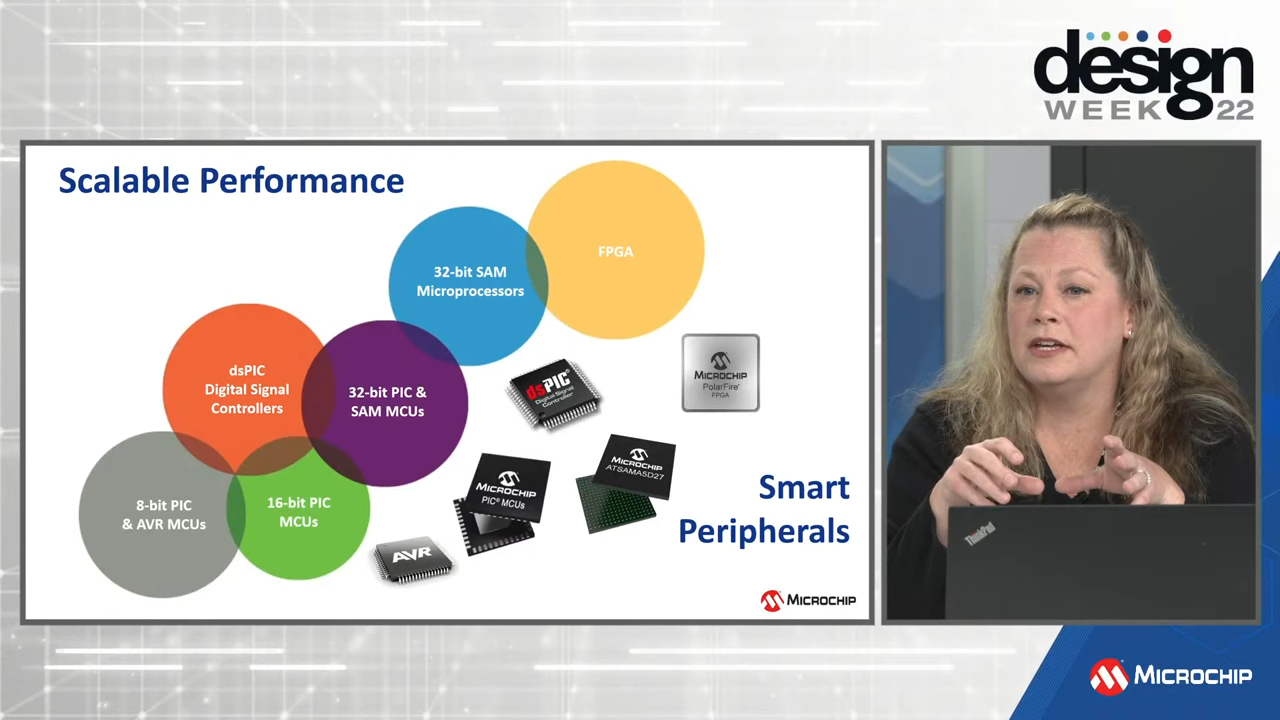 design
WEEK 22
Scalable Performance
FPGA
32-bit SAM
Microprocessors
dsPIC
Digital Signal
Controllers
32-bit PIC &
SAM MCUs
8-bit PIC
& AVR MCUs
16-bit PIC
MCUs
dsPIC®
Digital Signal
Controller
MICROCHIP
PolarFire®
FPGA
MICROCHIP
PIC® MCUs
MICROCHIP
ATSAMA5D27
AVR
Smart
Peripherals
MICROCHIP
ThinkPad
MICROCHIP